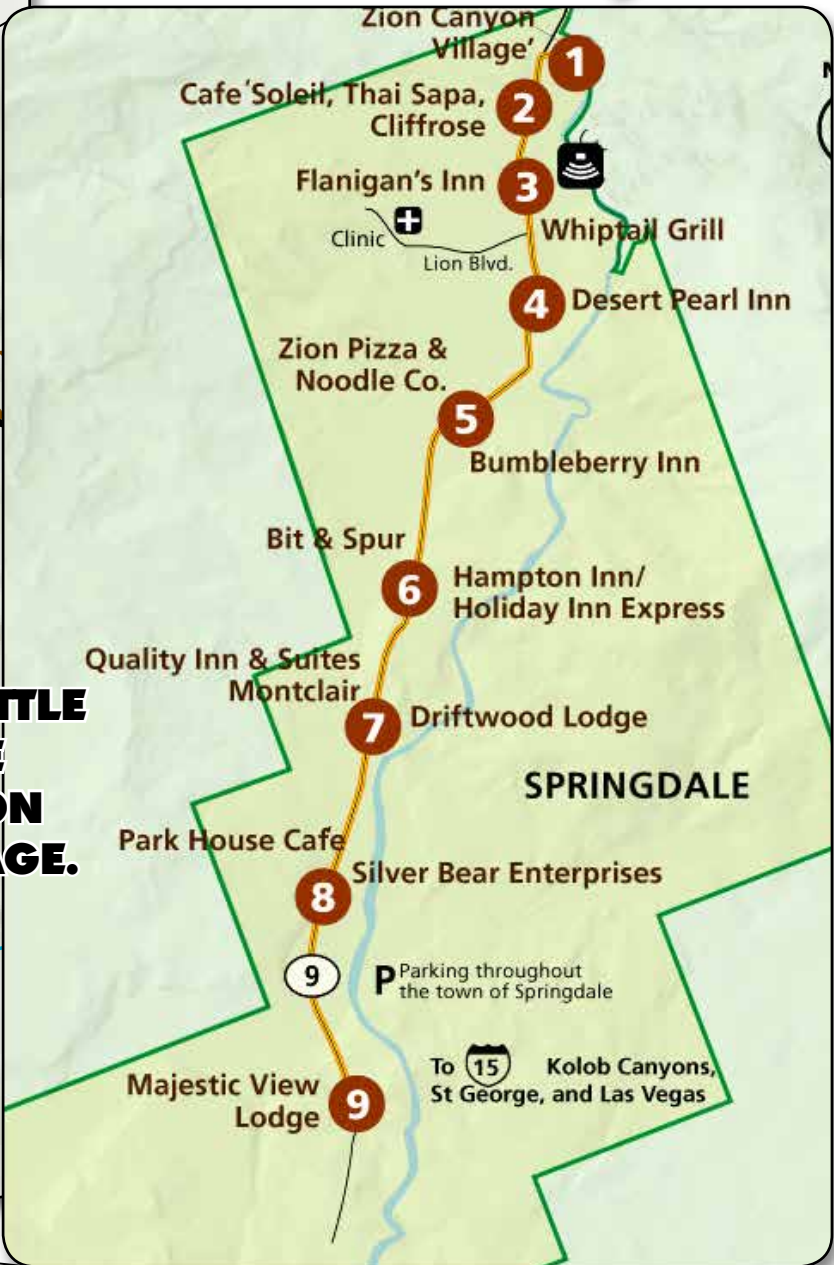 Zion Canyon
Village'
1
Cafe´Soleil, Thai Sapa,
Cliffrose
2
Flanigan's Inn
3
Clinic
Lion Blvd.
Whiptail Grill
4
Desert Pearl Inn
Zion Pizza &
Noodle Co.
5
Bumbleberry Inn
Bit & Spur
6
Hampton Inn/
Holiday Inn Express
Quality Inn & Suites
Montclair
7
Driftwood Lodge
TTLE
ON
AGE.
SPRINGDALE
Park House Cafe´
8
Silver Bear Enterprises
9
P Parking throughout
the town of Springdale
To 15 Kolob Canyons,
St George, and Las Vegas
Majestic View
Lodge
9